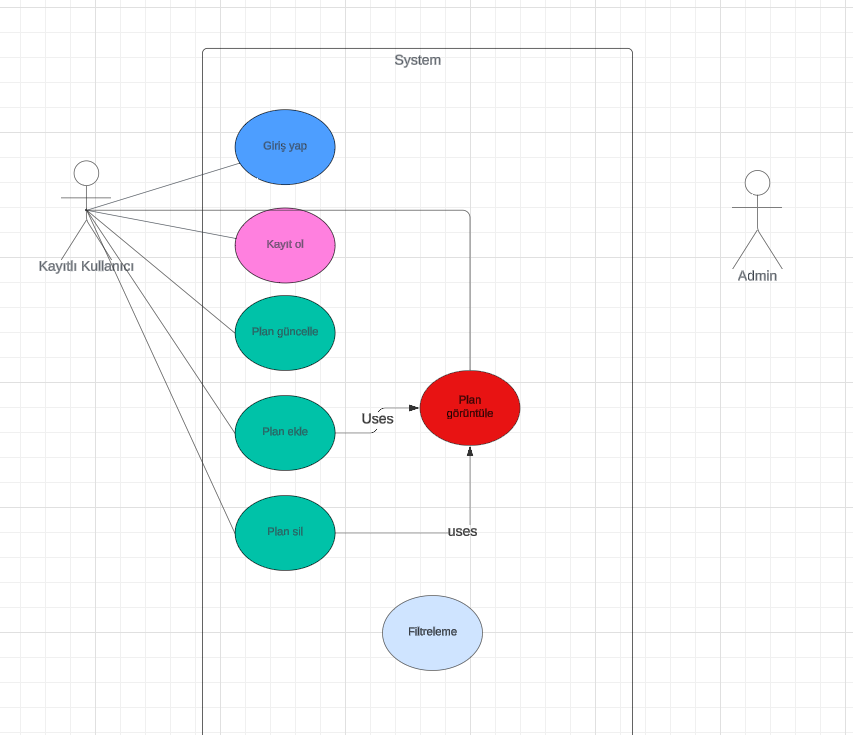 System
Giriş yap
Kayıt ol
Kayıtlı Kullanıcı
Admin
Plan güncelle
Plan
görüntüle
Uses
Plan ekle
Plan sil
uses
Filtreleme